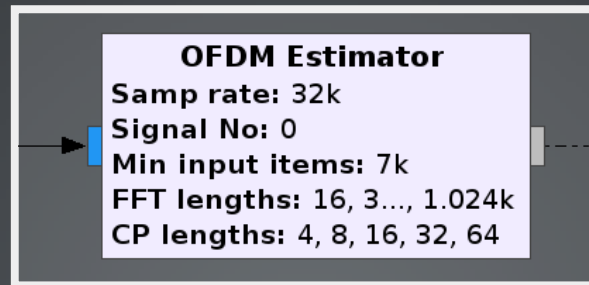 OFDM Estimator
Samp rate: 32k
Signal No: 0
Min input items: 7k
FFT lengths: 16, 3..., 1.024k
CP lengths: 4, 8, 16, 32, 64